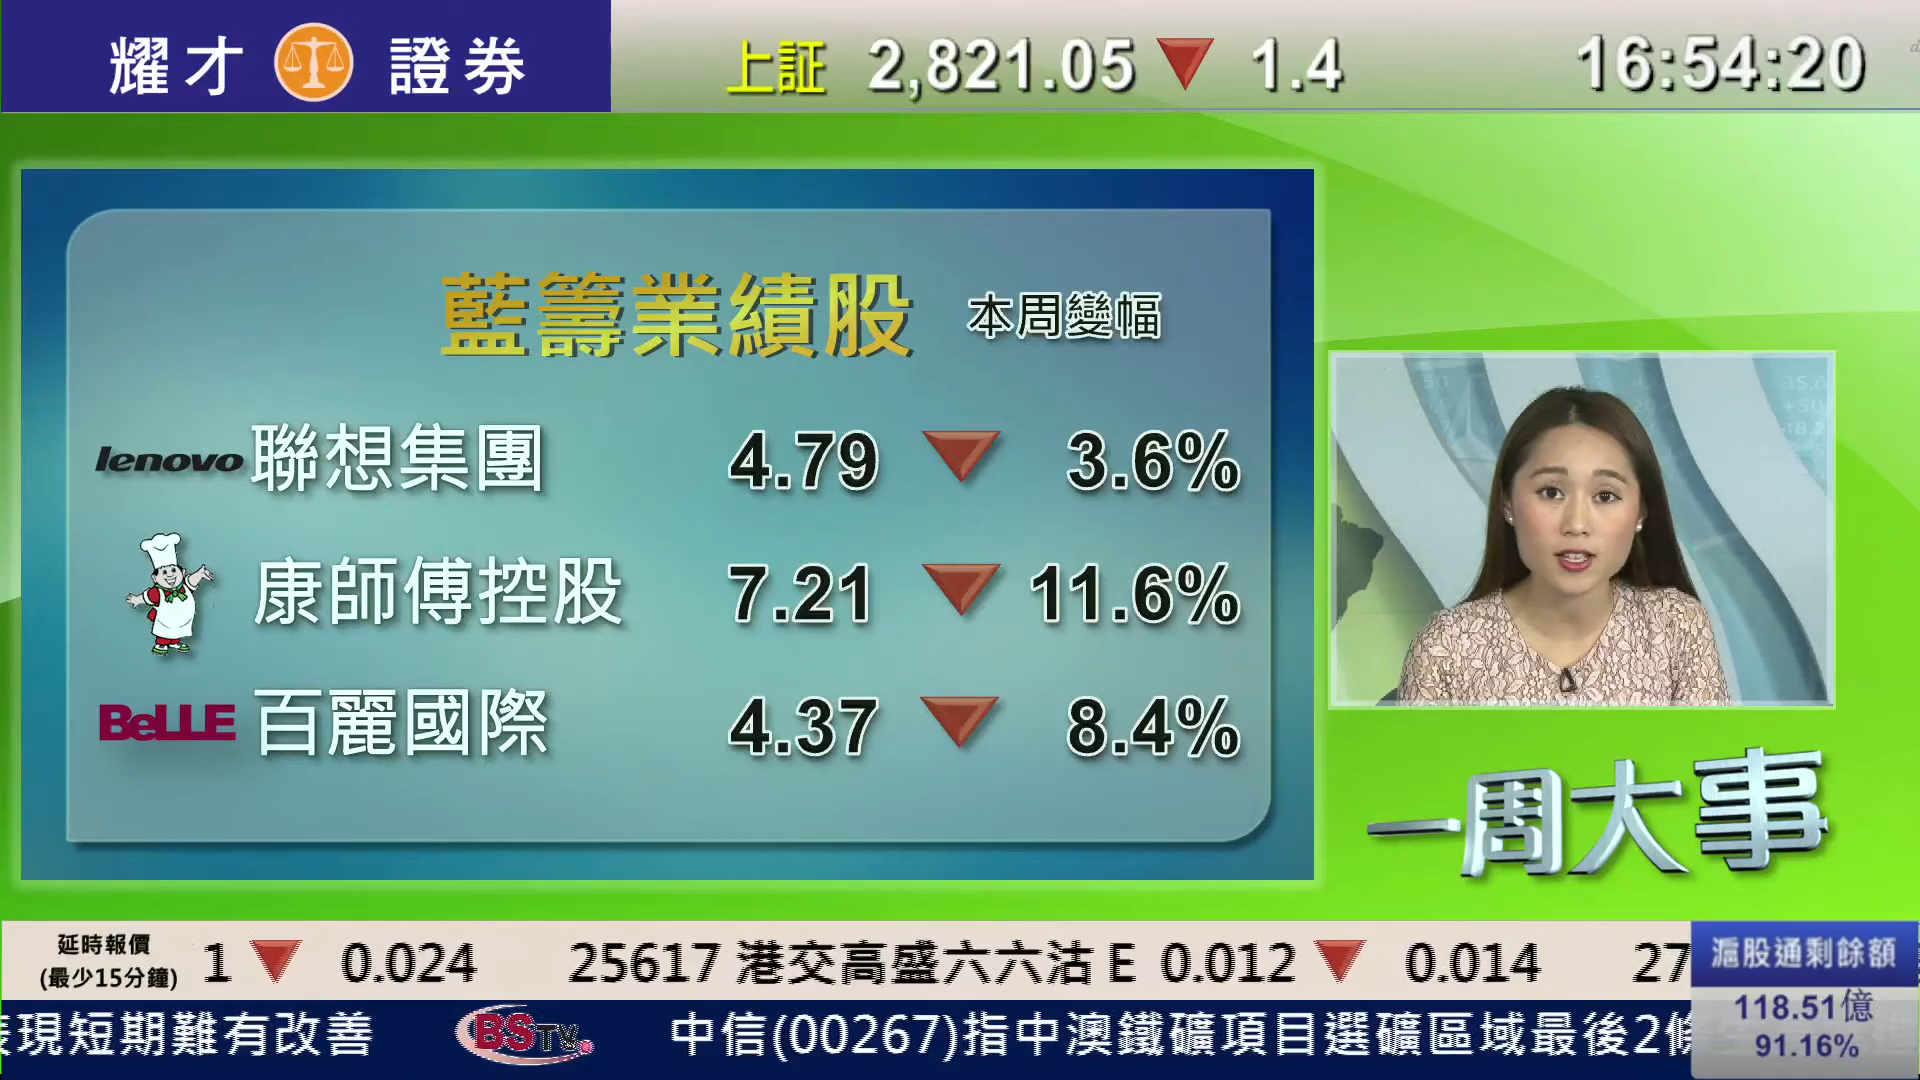 耀才 證券
上証 2,821.05 ▼ 1.4
16:54:20
藍籌業績股 本周變幅
lenovo 聯想集團 4.79 ▼ 3.6%
康師傅控股 7.21 ▼ 11.6%
BeLLE 百麗國際 4.37 ▼ 8.4%
一周大事
延時報價
(最少15分鐘)
1 ▼ 0.024 25617 港交高盛六六沽E 0.012 ▼ 0.014 27
滬股通剩餘額
118.51億
91.16%
現短期難有改善 BSTV 中信(00267)指中澳鐵礦項目選礦區域最後2